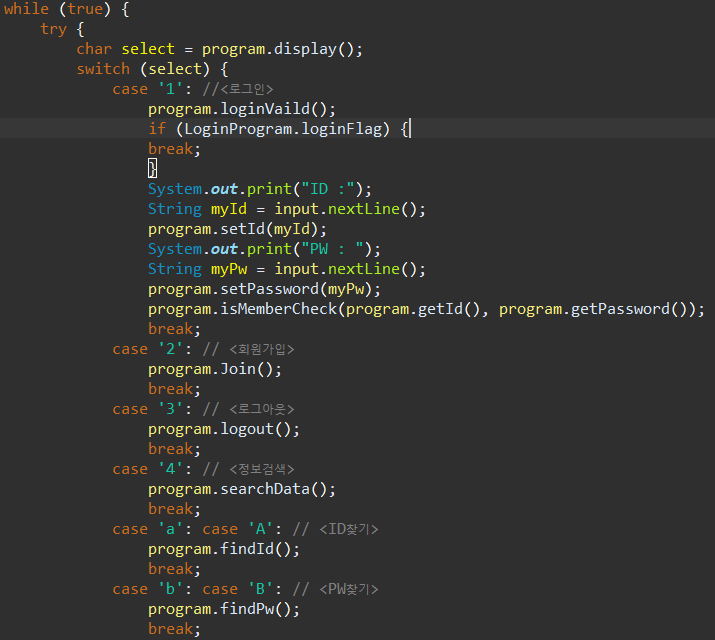 while (true) {
try {
char select = program.display();
switch (select) {
case '1': //<로그인>
program.loginVaild();
if (LoginProgram.loginFlag) {
break;
}
System.out.print("ID :");
String myId = input.nextLine();
program.setId(myId);
System.out.print("PW : ");
String myPw = input.nextLine();
program.setPassword(myPw);
program.isMemberCheck(program.getId(), program.getPassword());
break;
case '2': // <회원가입>
program.Join();
break;
case '3': // <로그아웃>
program.logout();
break;
case '4': // <정보검색>
program.searchData();
break;
case 'a': case 'A': // <ID찾기>
program.findId();
break;
case 'b': case 'B': // <PW찾기>
program.findPw();
break;